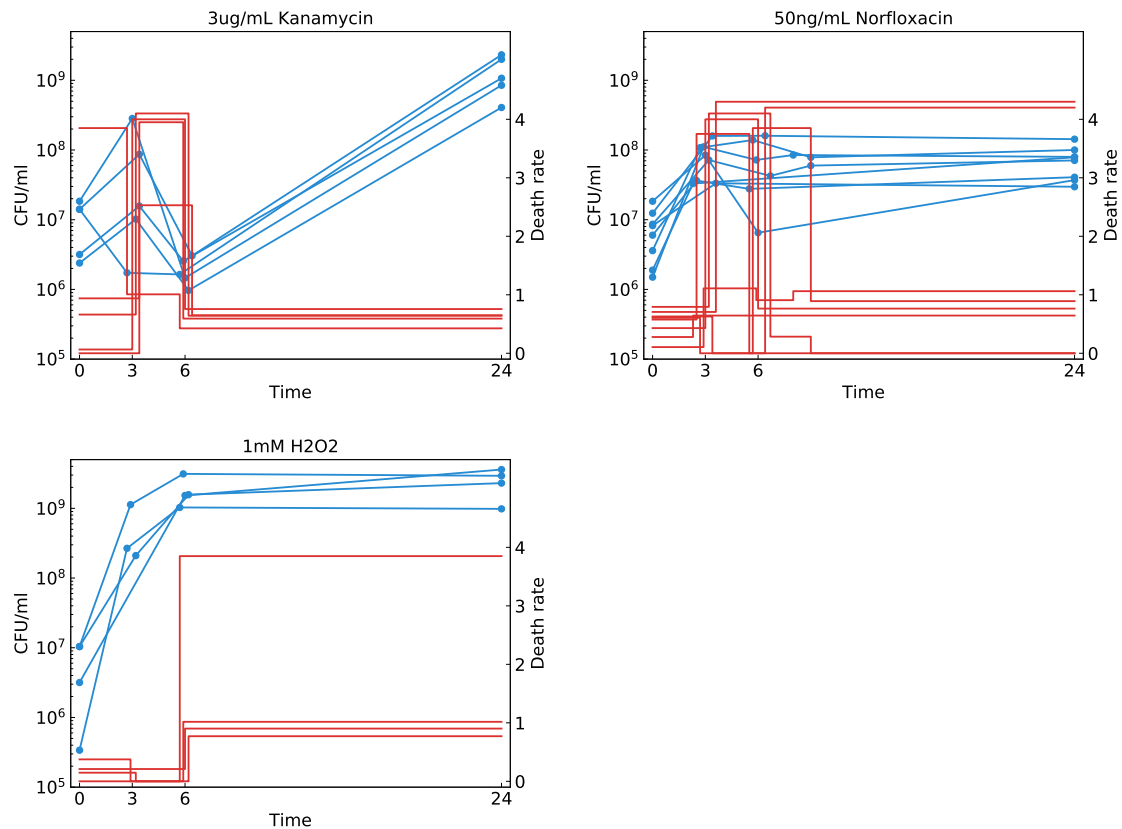 3ug/mL Kanamycin
CFU/ml
10⁹
10⁸
10⁷
10⁶
10⁵
0 3 6 24
Time
4
3
2
1
0
Death rate
50ng/mL Norfloxacin
CFU/ml
10⁹
10⁸
10⁷
10⁶
10⁵
0 3 6 24
Time
4
3
2
1
0
Death rate
1mM H2O2
CFU/ml
10⁹
10⁸
10⁷
10⁶
10⁵
0 3 6 24
Time
4
3
2
1
0
Death rate